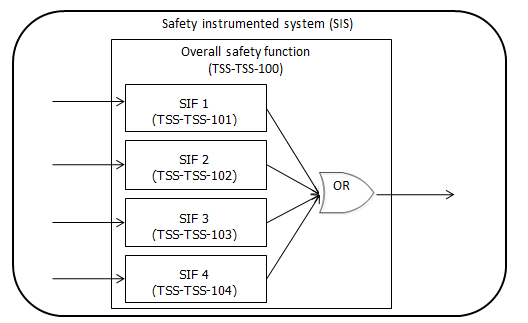 Safety instrumented system (SIS)
Overall safety function
(TSS-TSS-100)
SIF 1
(TSS-TSS-101)
SIF 2
(TSS-TSS-102)
OR
SIF 3
(TSS-TSS-103)
SIF 4
(TSS-TSS-104)